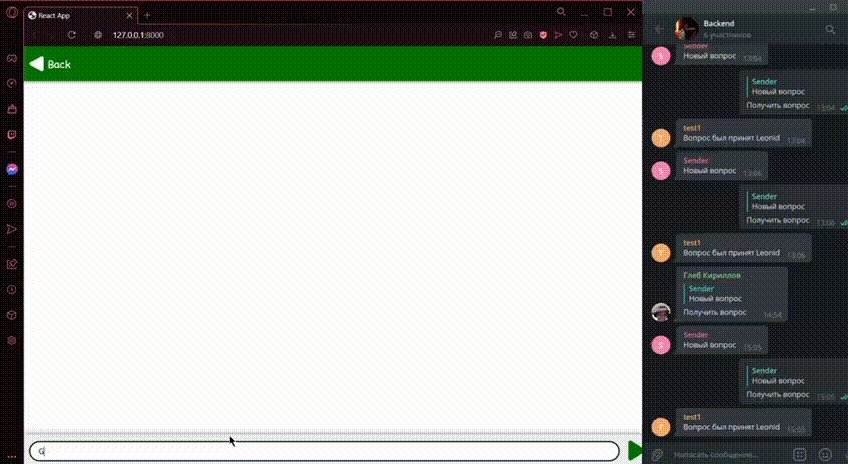 React App
127.0.0.1:8000
Back
G
Backend
6 участников
Sender
Новый вопрос
13:04
Sender
Новый вопрос
Получить вопрос
13:04
test1
Вопрос был принят Leonid
13:04
Sender
Новый вопрос
13:06
Sender
Новый вопрос
Получить вопрос
13:06
test1
Вопрос был принят Leonid
13:06
Глеб Кириллов
Sender
Новый вопрос
Получить вопрос
14:54
Sender
Новый вопрос
15:05
Sender
Новый вопрос
Получить вопрос
15:05
test1
Вопрос был принят Leonid
15:05
Написать сообщение...